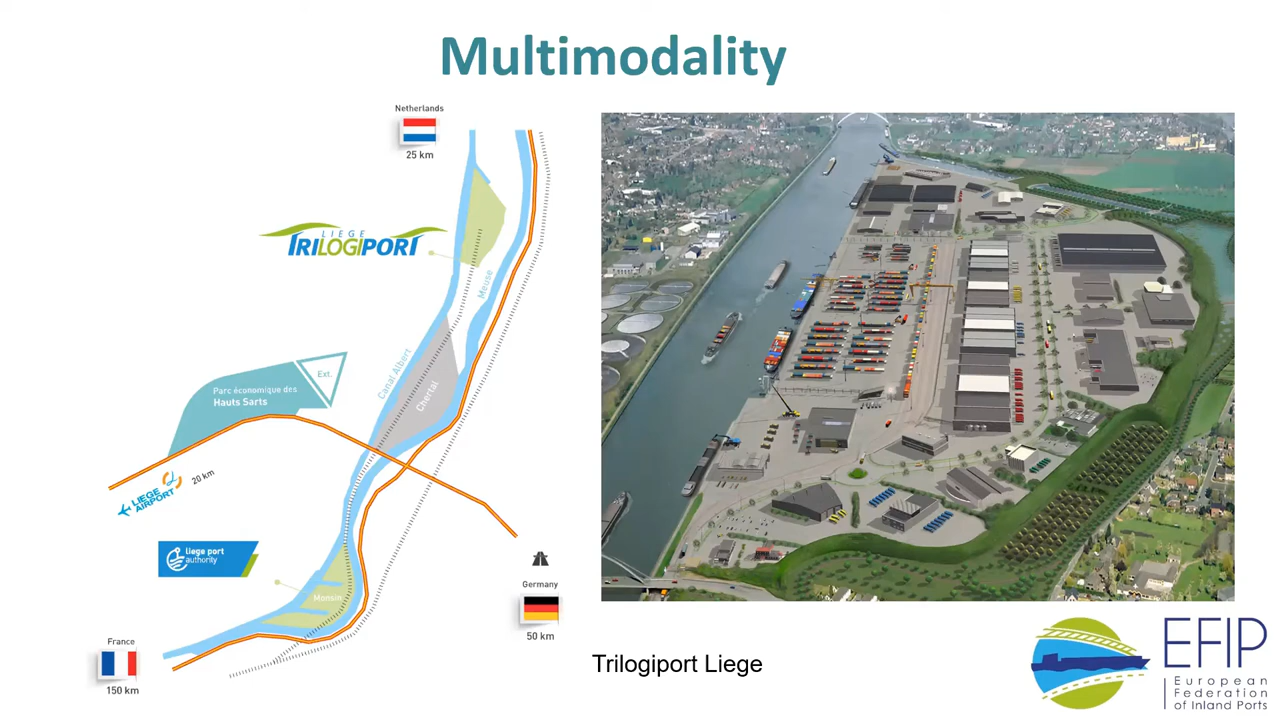 Multimodality
Netherlands
25 km
LIEGE
TRILOGIPORT
Meuse
Canal Albert
Chertal
Parc économique des
Hauts Sarts
Ext.
LIEGE
AIRPORT
20 km
liege port
authority
Monsin
Germany
50 km
France
150 km
Trilogiport Liege
EFIP
European
Federation
of Inland Ports